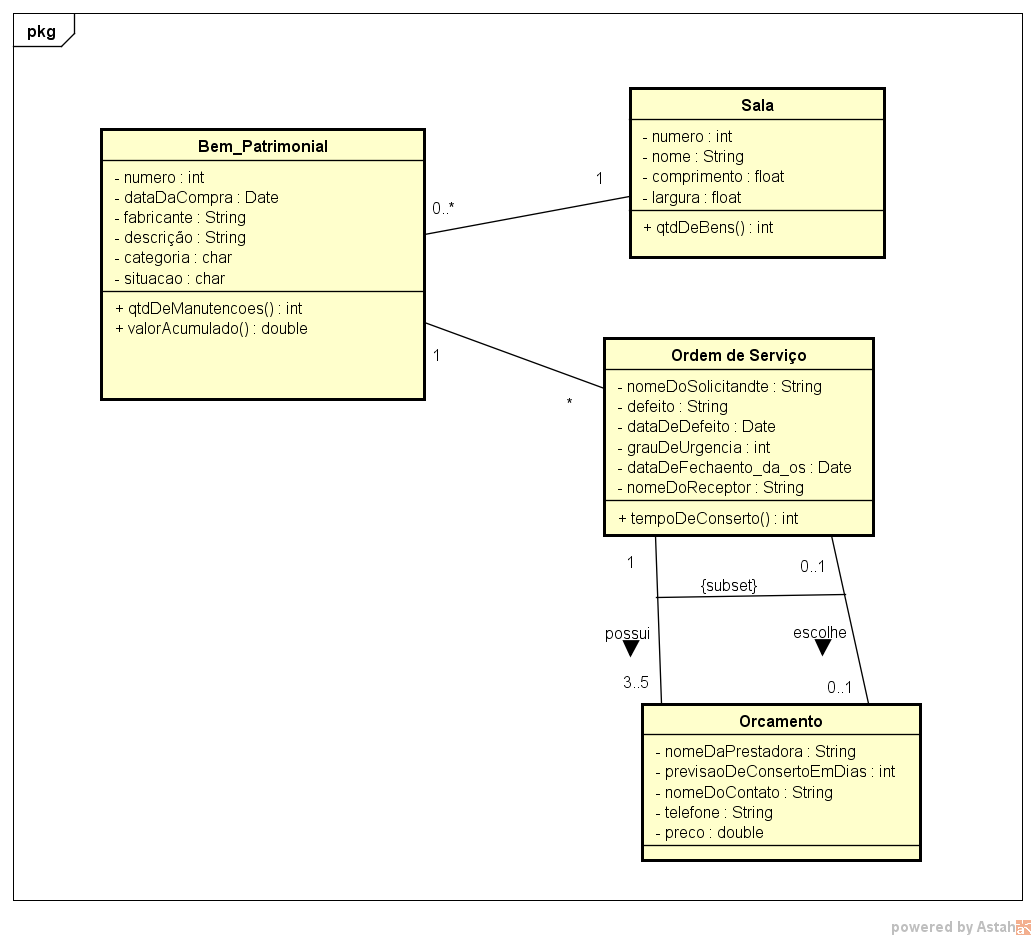 pkg
Bem_Patrimonial
- numero : int
- dataDaCompra : Date
- fabricante : String
- descrição : String
- categoria : char
- situacao : char
+ qtdDeManutencoes() : int
+ valorAcumulado() : double
Sala
- numero : int
- nome : String
- comprimento : float
- largura : float
+ qtdDeBens() : int
1
0..*
1
*
Ordem de Serviço
- nomeDoSolicitandte : String
- defeito : String
- dataDeDefeito : Date
- grauDeUrgencia : int
- dataDeFechaento_da_os : Date
- nomeDoReceptor : String
+ tempoDeConserto() : int
1
0..1
{subset}
possui
escolhe
3..5
0..1
Orcamento
- nomeDaPrestadora : String
- previsaoDeConsertoEmDias : int
- nomeDoContato : String
- telefone : String
- preco : double
powered by Astah